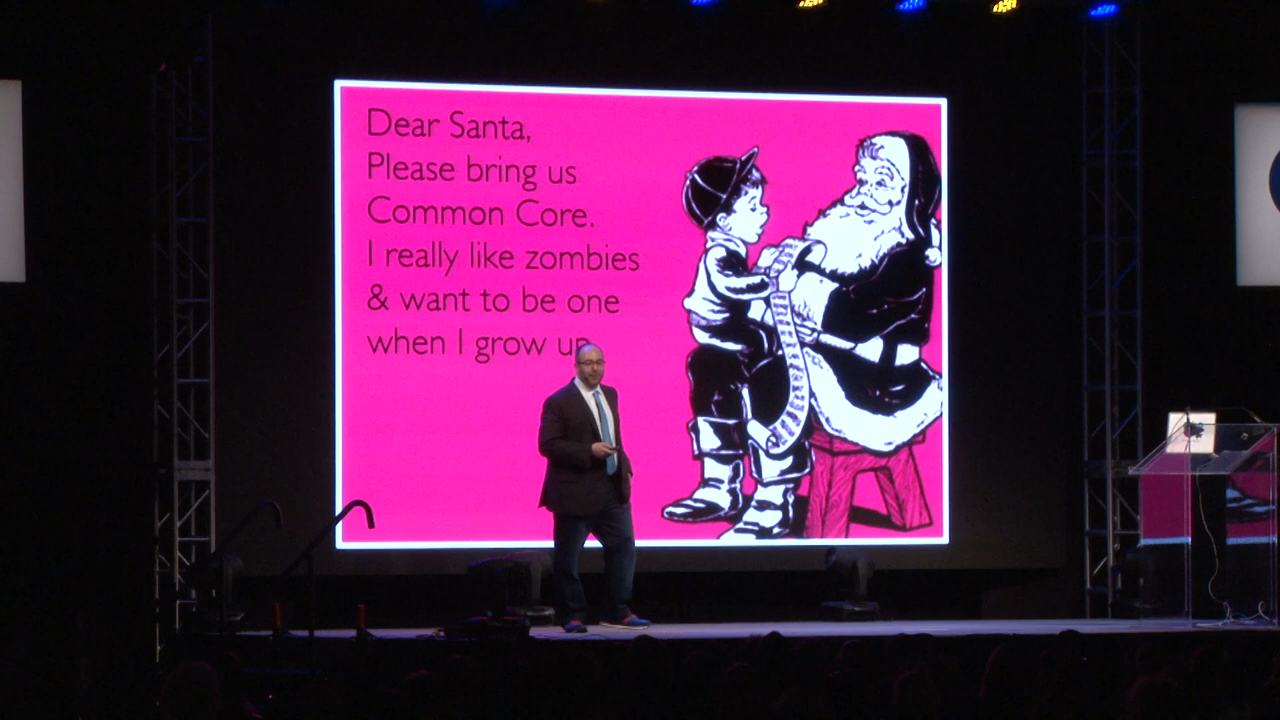 Dear Santa,
Please bring us
Common Core.
I really like zombies
& want to be one
when I grow up